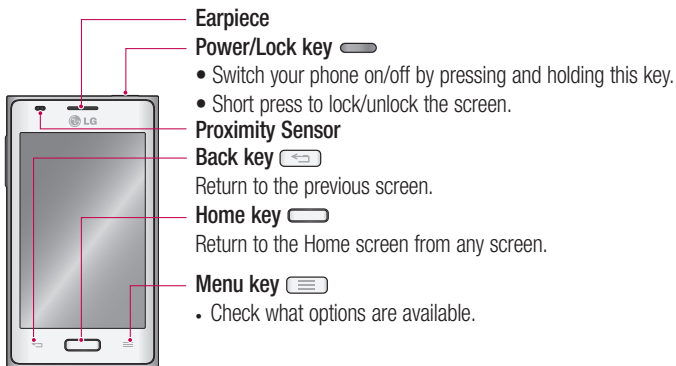 Earpiece
Power/Lock key
• Switch your phone on/off by pressing and holding this key.
• Short press to lock/unlock the screen.
Proximity Sensor
Back key
Return to the previous screen.
Home key
Return to the Home screen from any screen.
Menu key
• Check what options are available.
LG